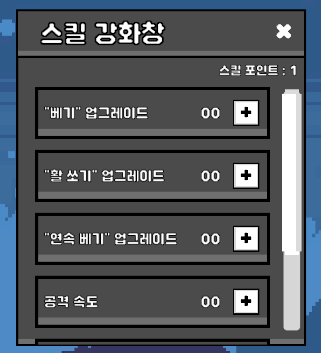 스킬 강화창
스킬 포인트 : 1
"베기" 업그레이드 00
"활 쏘기" 업그레이드 00
"연속 베기" 업그레이드 00
공격 속도 00